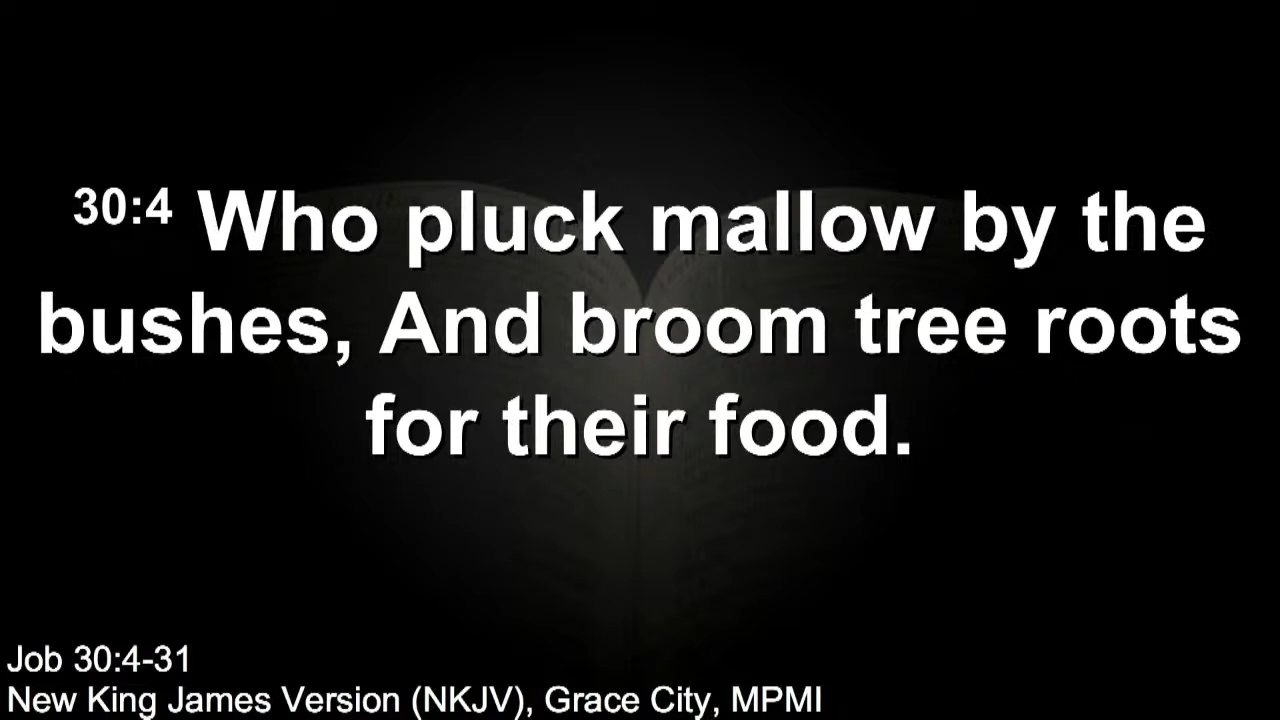 30:4 Who pluck mallow by the
bushes, And broom tree roots
for their food.
Job 30:4-31
New King James Version (NKJV), Grace City, MPMI